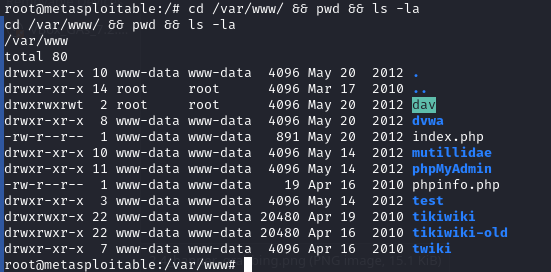 root@metasploitable:/# cd /var/www/ && pwd && ls -la
cd /var/www/ && pwd && ls -la
/var/www
total 80
drwxr-xr-x 10 www-data www-data  4096 May 20  2012 .
drwxr-xr-x 14 root     root      4096 Mar 17  2010 ..
drwxrwxrwt  2 root     root      4096 May 20  2012 dav
drwxr-xr-x  8 www-data www-data  4096 May 20  2012 dvwa
-rw-r--r--  1 www-data www-data   891 May 20  2012 index.php
drwxr-xr-x 10 www-data www-data  4096 May 14  2012 mutillidae
drwxr-xr-x 11 www-data www-data  4096 May 14  2012 phpMyAdmin
-rw-r--r--  1 www-data www-data    19 Apr 16  2010 phpinfo.php
drwxr-xr-x  3 www-data www-data  4096 May 14  2012 test
drwxrwxr-x 22 www-data www-data 20480 Apr 19  2010 tikiwiki
drwxrwxr-x 22 www-data www-data 20480 Apr 16  2010 tikiwiki-old
drwxr-xr-x  7 www-data www-data  4096 Apr 16  2010 twiki
root@metasploitable:/var/www#